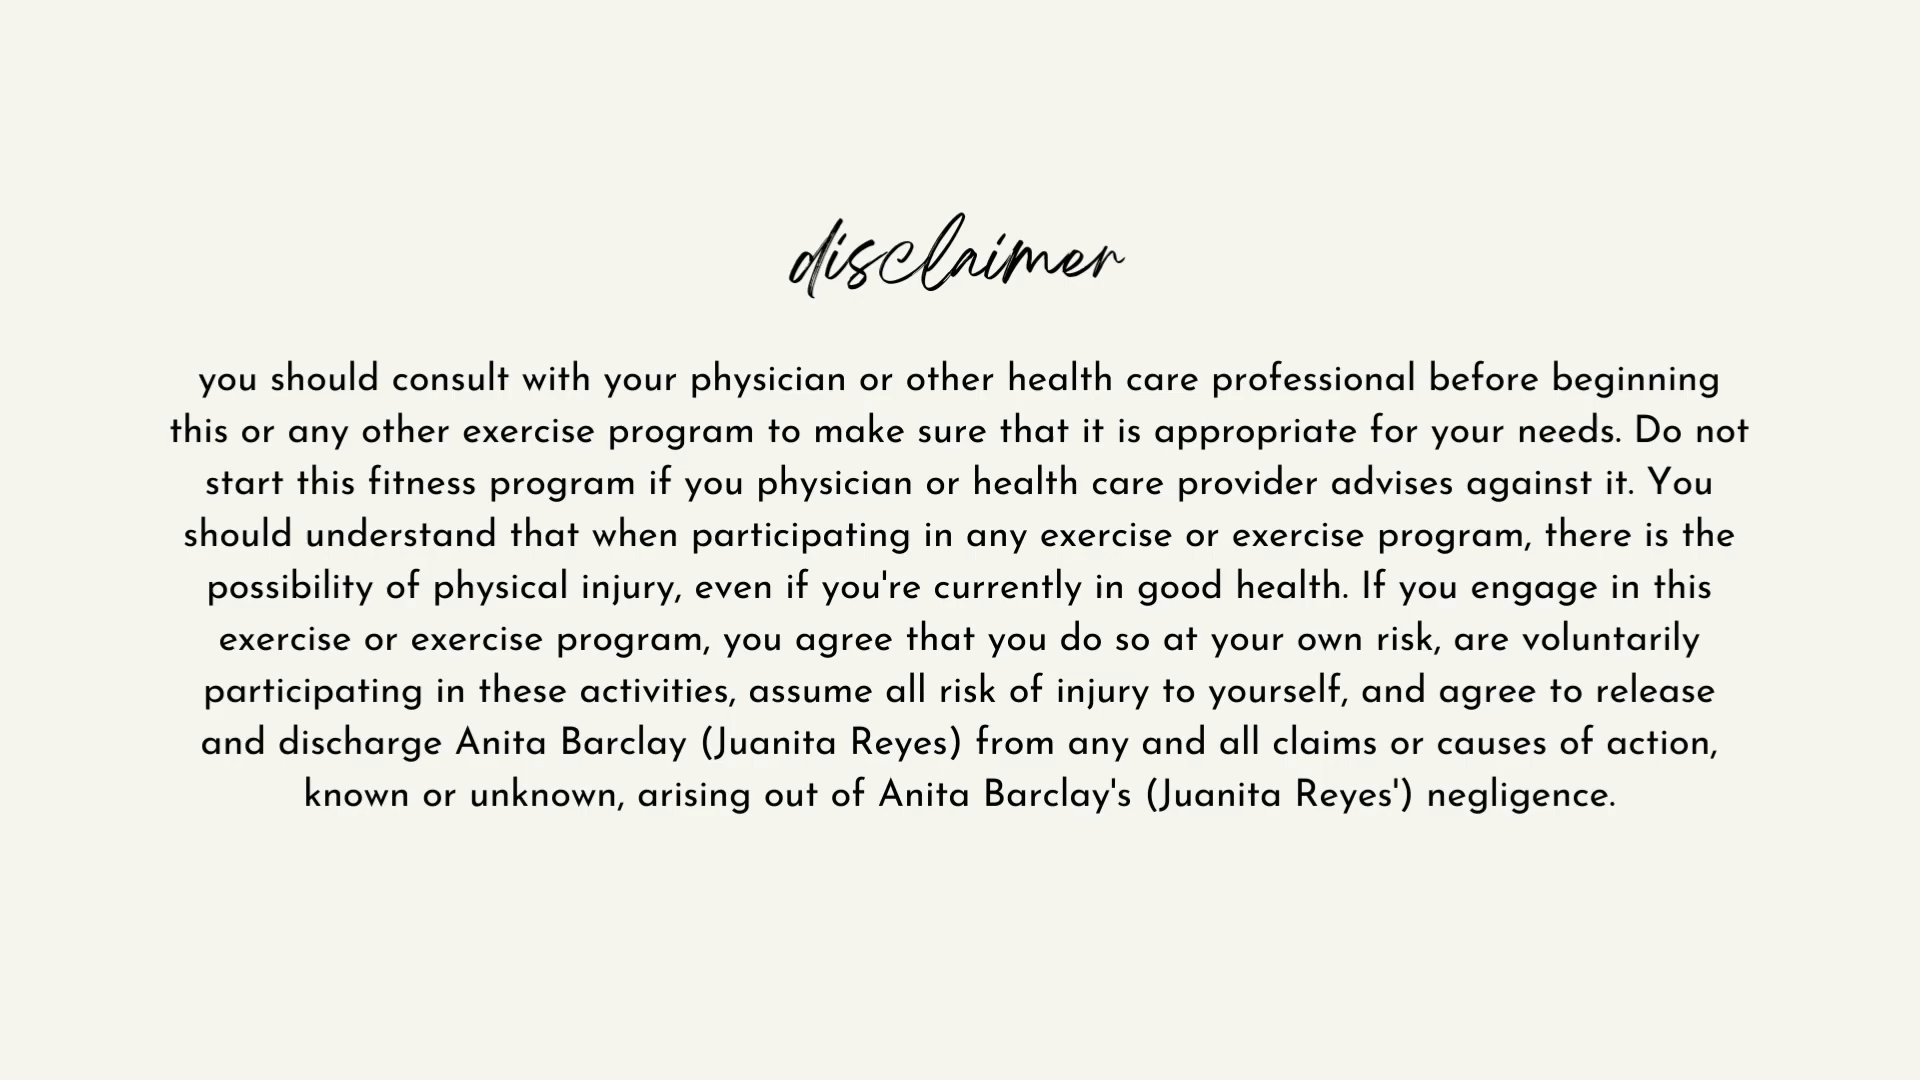 disclaimer
you should consult with your physician or other health care professional before beginning
this or any other exercise program to make sure that it is appropriate for your needs. Do not
start this fitness program if you physician or health care provider advises against it. You
should understand that when participating in any exercise or exercise program, there is the
possibility of physical injury, even if you're currently in good health. If you engage in this
exercise or exercise program, you agree that you do so at your own risk, are voluntarily
participating in these activities, assume all risk of injury to yourself, and agree to release
and discharge Anita Barclay (Juanita Reyes) from any and all claims or causes of action,
known or unknown, arising out of Anita Barclay's (Juanita Reyes') negligence.